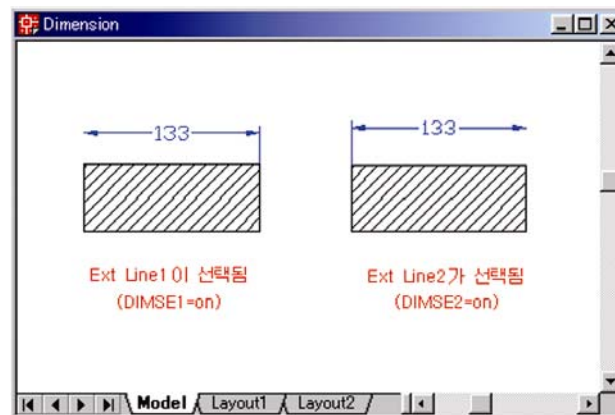 Dimension
133
133
Ext Line1이 선택됨
(DIMSE1=on)
Ext Line2가 선택됨
(DIMSE2=on)
Model
Layout1
Layout2